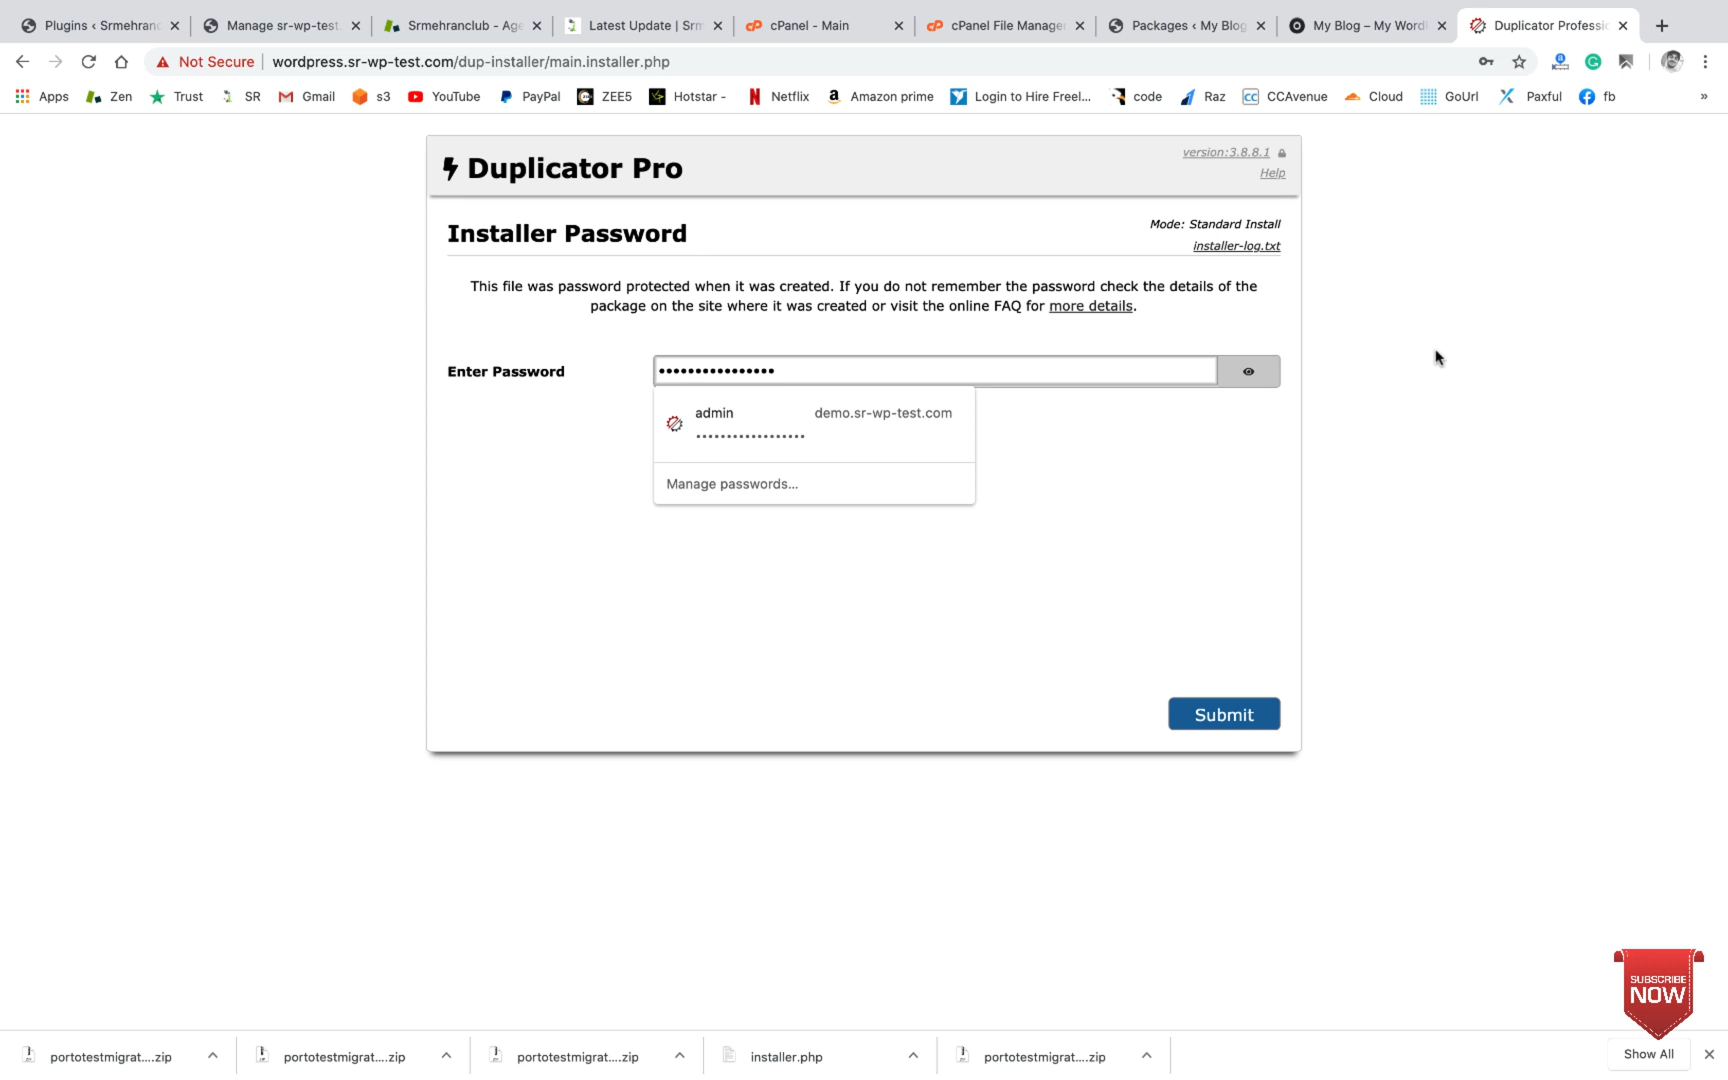 Plugins ‹ Srmehranc
Manage sr-wp-test.
Srmehranclub - Age
Latest Update | Srm
cPanel - Main
cPanel File Manager
Packages ‹ My Blog
My Blog – My Word
Duplicator Professio
Not Secure
wordpress.sr-wp-test.com/dup-installer/main.installer.php
Apps
Zen
Trust
SR
Gmail
s3
YouTube
PayPal
ZEE5
Hotstar -
Netflix
Amazon prime
Login to Hire Freel...
code
Raz
CCAvenue
Cloud
GoUrl
Paxful
fb
»
Duplicator Pro
version:3.8.8.1
Help
Installer Password
Mode: Standard Install
installer-log.txt
This file was password protected when it was created. If you do not remember the password check the details of the
package on the site where it was created or visit the online FAQ for more details.
Enter Password
••••••••••••••••
admin
demo.sr-wp-test.com
••••••••••••••••••
Manage passwords...
Submit
SUBSCRIBE
NOW
portotestmigrat....zip
portotestmigrat....zip
portotestmigrat....zip
installer.php
portotestmigrat....zip
Show All